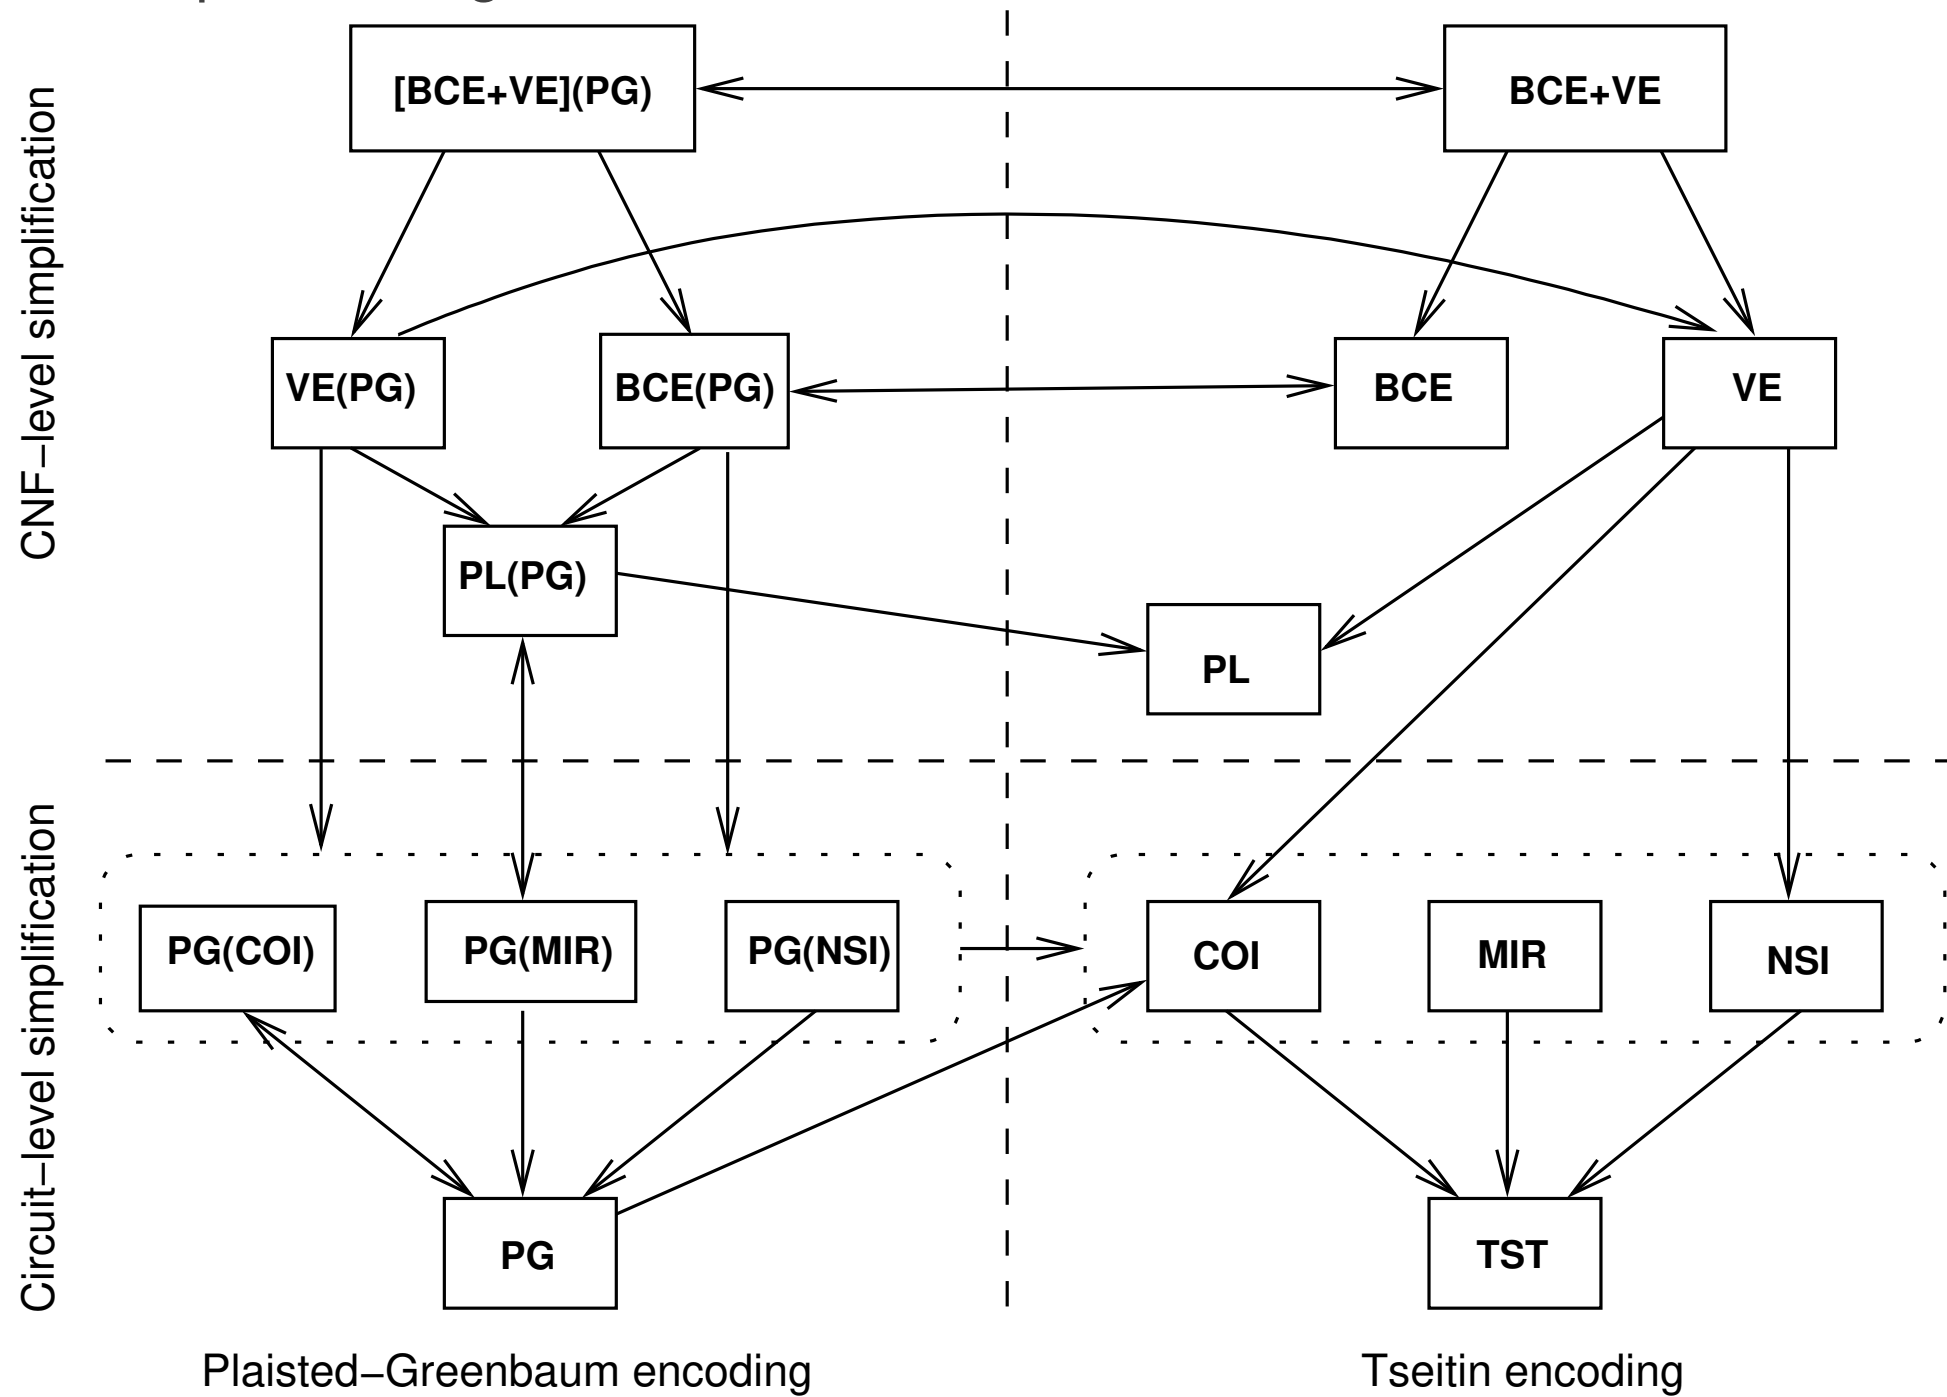 [BCE+VE](PG)
BCE+VE
CNF–level simplification
VE(PG)
BCE(PG)
BCE
VE
PL(PG)
PL
Circuit–level simplification
PG(COI)
PG(MIR)
PG(NSI)
COI
MIR
NSI
PG
TST
Plaisted–Greenbaum encoding
Tseitin encoding